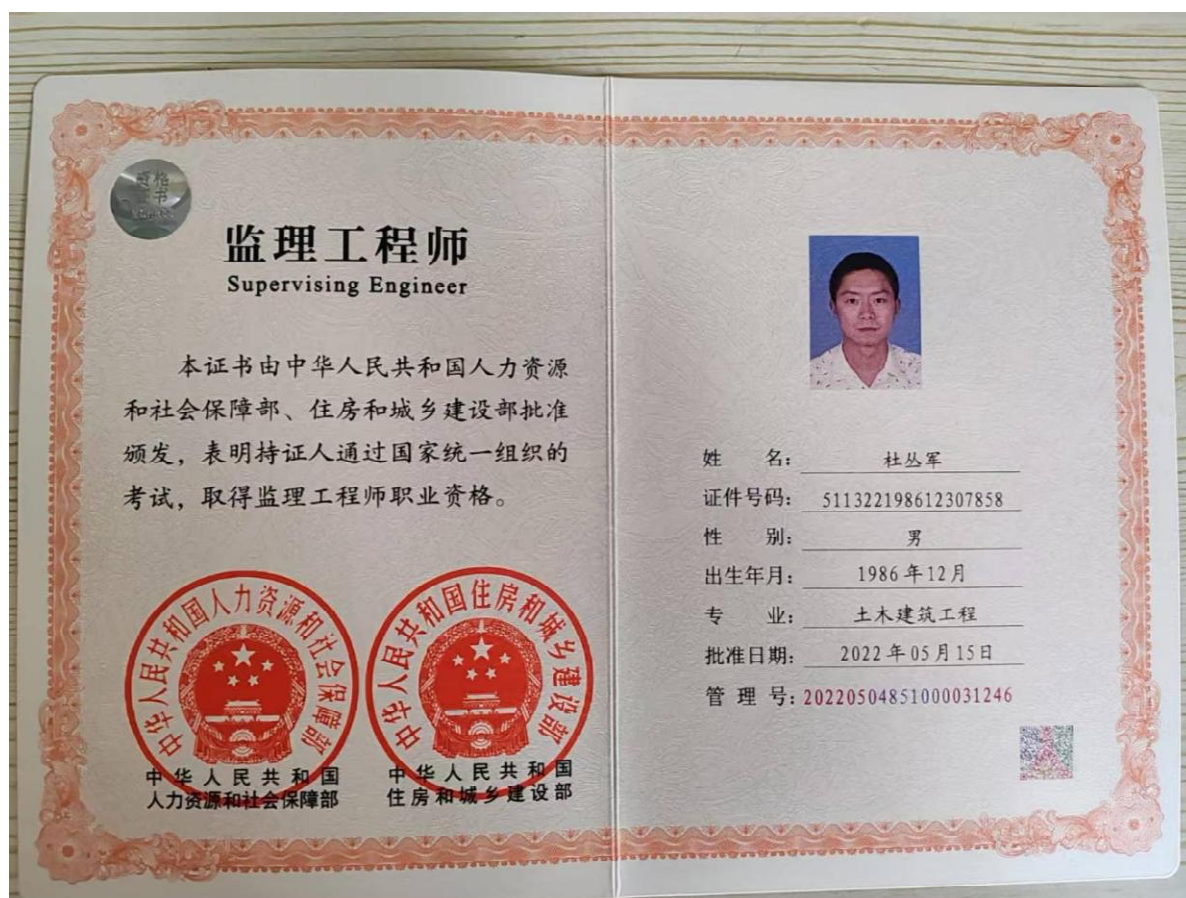 资格
证书
监理工程师
Supervising Engineer
本证书由中华人民共和国人力资源
和社会保障部、住房和城乡建设部批准
颁发，表明持证人通过国家统一组织的
考试，取得监理工程师职业资格。
中华人民共和国人力资源和社会保障部
中华人民共和国住房和城乡建设部
中华人民共和国
人力资源和社会保障部
中华人民共和国
住房和城乡建设部
姓 名： 杜丛军
证件号码： 511322198612307858
性 别： 男
出生年月： 1986年12月
专 业： 土木建筑工程
批准日期： 2022年05月15日
管 理 号：20220504851000031246